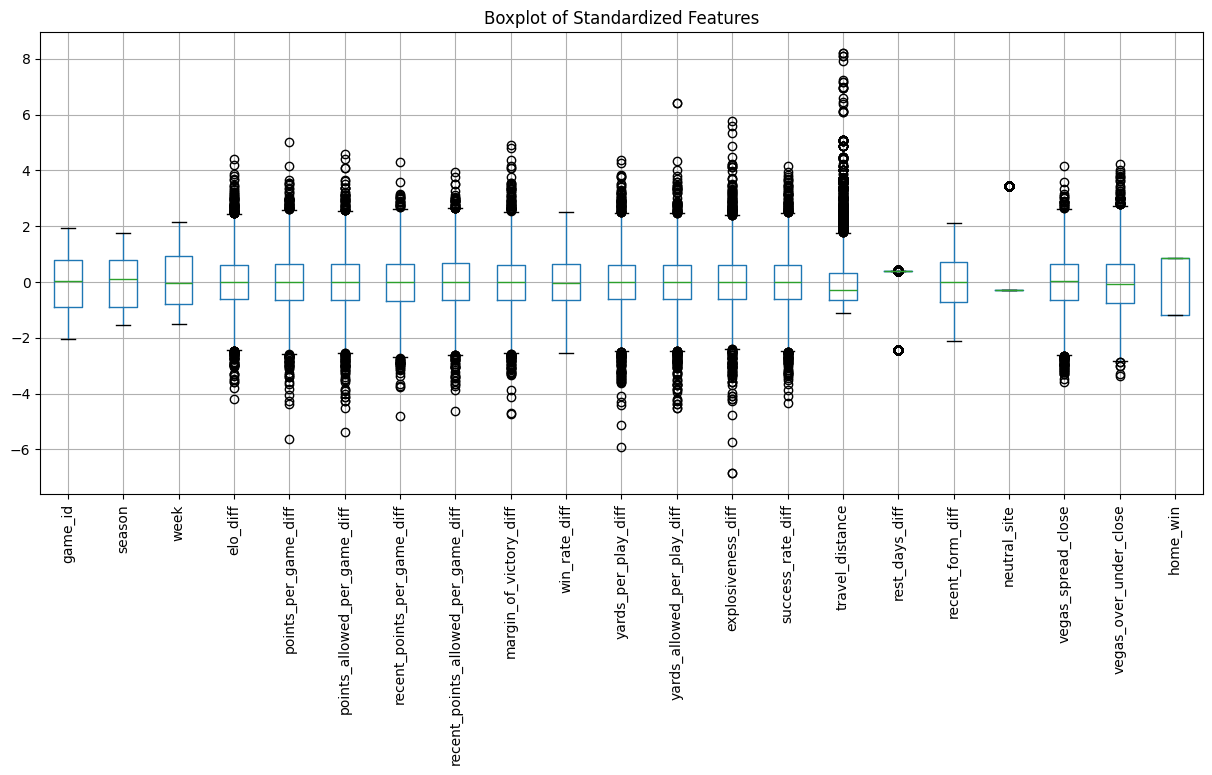 Boxplot of Standardized Features
8
6
4
2
0
−2
−4
−6
game_id
season
week
elo_diff
points_per_game_diff
points_allowed_per_game_diff
recent_points_per_game_diff
recent_points_allowed_per_game_diff
margin_of_victory_diff
win_rate_diff
yards_per_play_diff
yards_allowed_per_play_diff
explosiveness_diff
success_rate_diff
travel_distance
rest_days_diff
recent_form_diff
neutral_site
vegas_spread_close
vegas_over_under_close
home_win